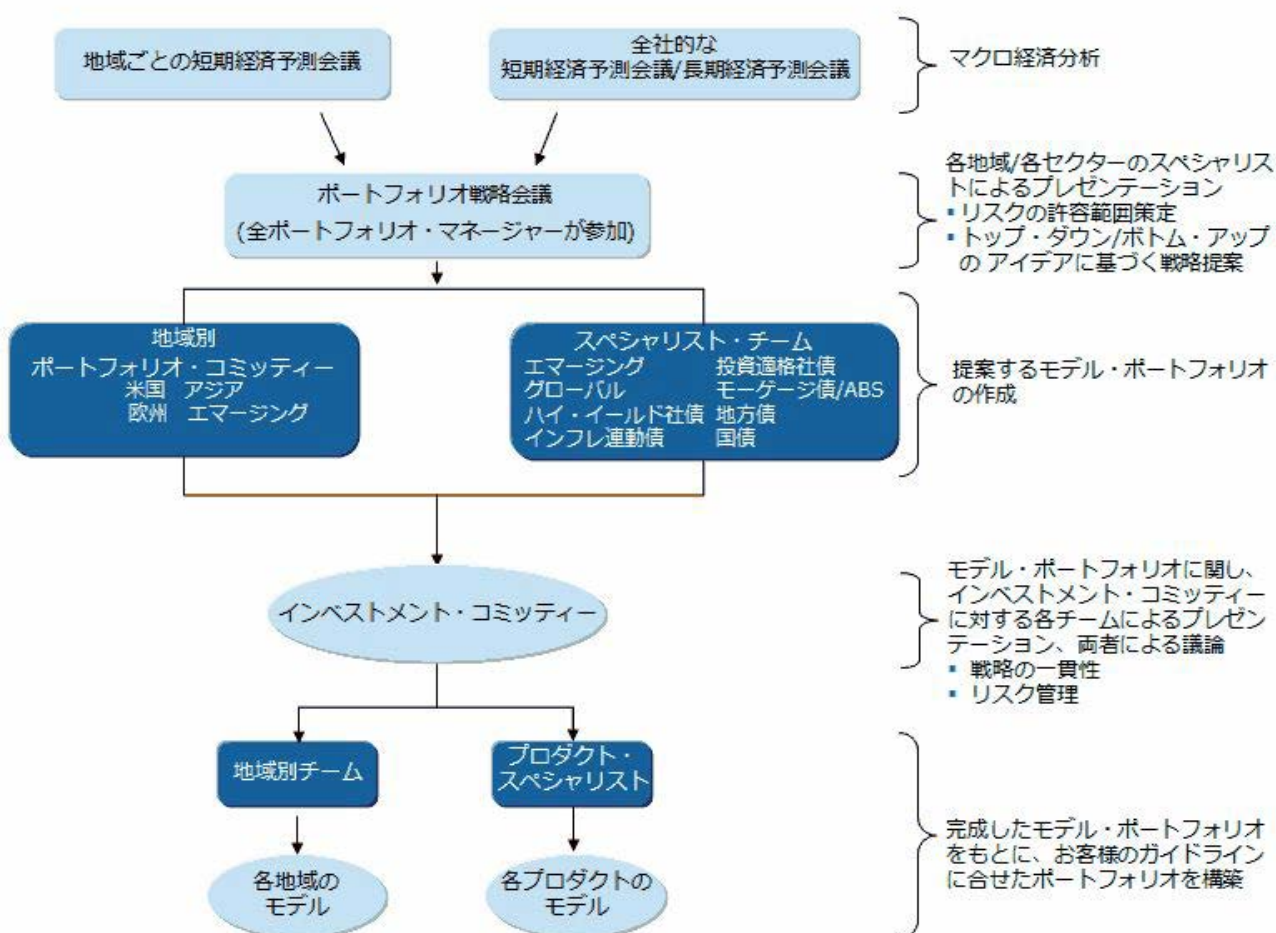 地域ごとの短期経済予測会議
全社的な
短期経済予測会議/長期経済予測会議
マクロ経済分析
ポートフォリオ戦略会議
(全ポートフォリオ・マネージャーが参加)
各地域/各セクターのスペシャリス
トによるプレゼンテーション
▪ リスクの許容範囲策定
▪ トップ・ダウン/ボトム・アップ
の アイデアに基づく戦略提案
地域別
ポートフォリオ・コミッティー
米国 アジア
欧州 エマージング
スペシャリスト・チーム
エマージング 投資適格社債
グローバル モーゲージ債/ABS
ハイ・イールド社債 地方債
インフレ連動債 国債
提案するモデル・ポートフォリオ
の作成
インベストメント・コミッティー
モデル・ポートフォリオに関し、
インベストメント・コミッティー
に対する各チームによるプレゼン
テーション、両者による議論
▪ 戦略の一貫性
▪ リスク管理
地域別チーム
プロダクト・
スペシャリスト
各地域の
モデル
各プロダクトの
モデル
完成したモデル・ポートフォリオ
をもとに、お客様のガイドライン
に合せたポートフォリオを構築